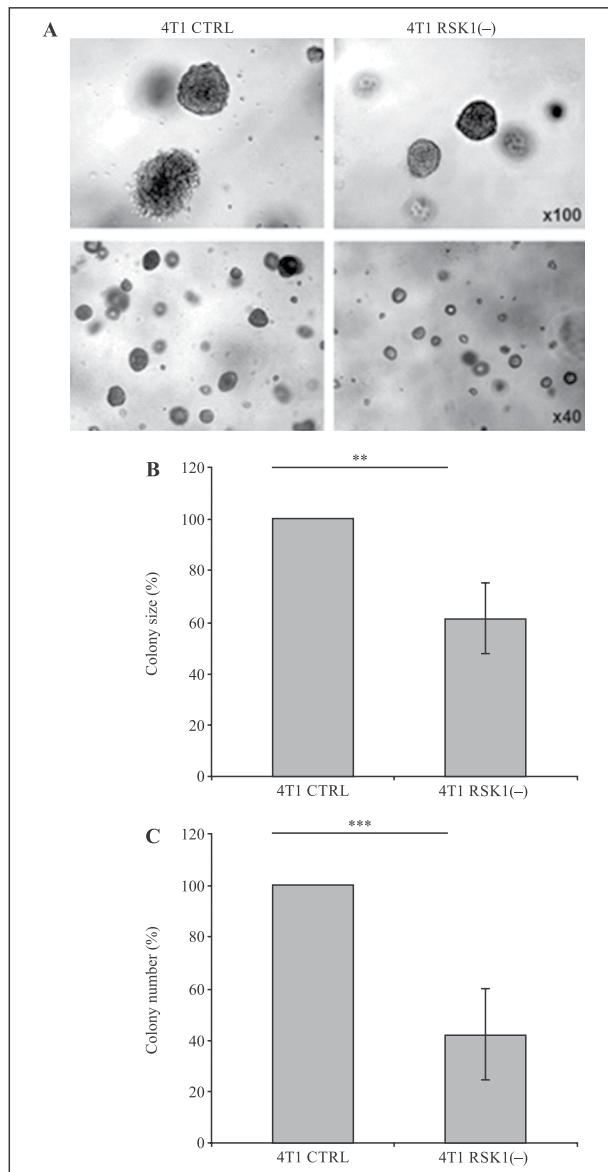 A
4T1 CTRL 4T1 RSK1(–)
x100
x40
B
**
120
100
80
60
40
20
0
Colony size (%)
4T1 CTRL 4T1 RSK1(–)
C
***
120
100
80
60
40
20
0
Colony number (%)
4T1 CTRL 4T1 RSK1(–)